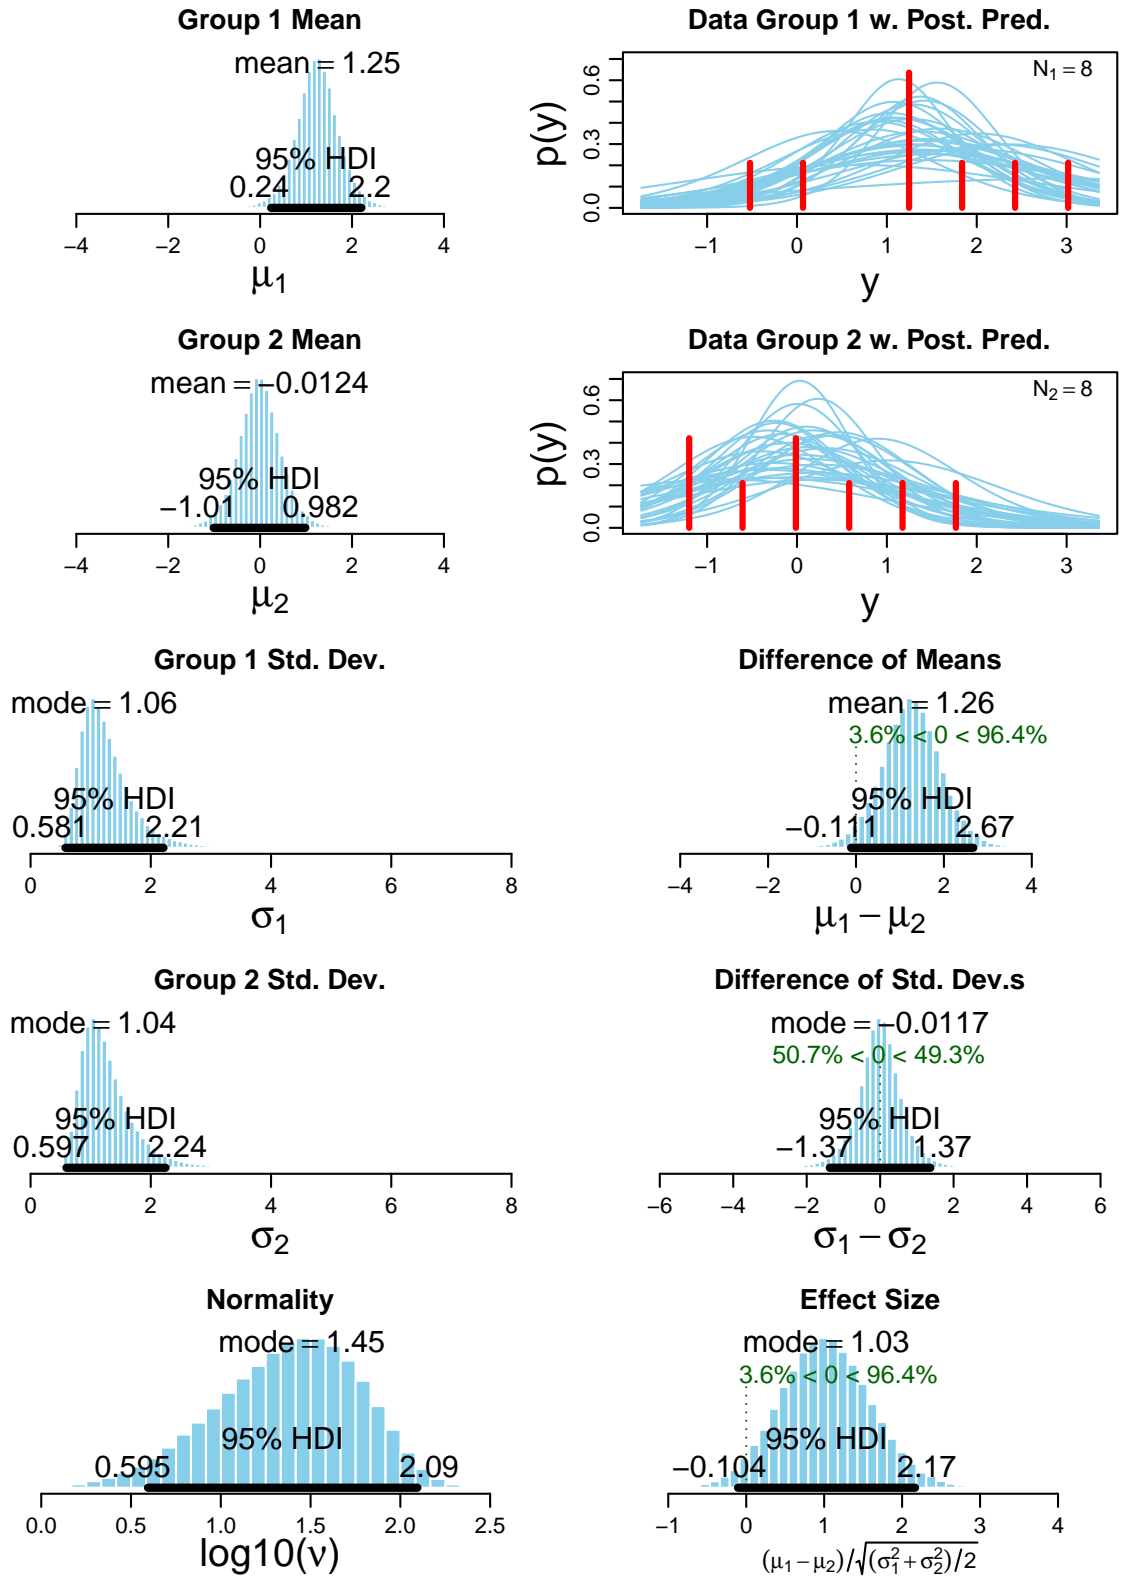 Group 1 Mean
mean = 1.25
95% HDI
0.24 2.2
−4 −2 0 2 4
μ1
Data Group 1 w. Post. Pred.
N1 = 8
p(y)
0.0 0.3 0.6
−1 0 1 2 3
y
Group 2 Mean
mean = −0.0124
95% HDI
−1.01 0.982
−4 −2 0 2 4
μ2
Data Group 2 w. Post. Pred.
N2 = 8
p(y)
0.0 0.3 0.6
−1 0 1 2 3
y
Group 1 Std. Dev.
mode = 1.06
95% HDI
0.581 2.21
0 2 4 6 8
σ1
Difference of Means
mean = 1.26
3.6% < 0 < 96.4%
95% HDI
−0.111 2.67
−4 −2 0 2 4
μ1 − μ2
Group 2 Std. Dev.
mode = 1.04
95% HDI
0.597 2.24
0 2 4 6 8
σ2
Difference of Std. Dev.s
mode = −0.0117
50.7% < 0 < 49.3%
95% HDI
−1.37 1.37
−6 −4 −2 0 2 4 6
σ1 − σ2
Normality
mode = 1.45
95% HDI
0.595 2.09
0.0 0.5 1.0 1.5 2.0 2.5
log10(ν)
Effect Size
mode = 1.03
3.6% < 0 < 96.4%
95% HDI
−0.104 2.17
−1 0 1 2 3 4
(μ1 − μ2)/√(σ1² + σ2²)/2